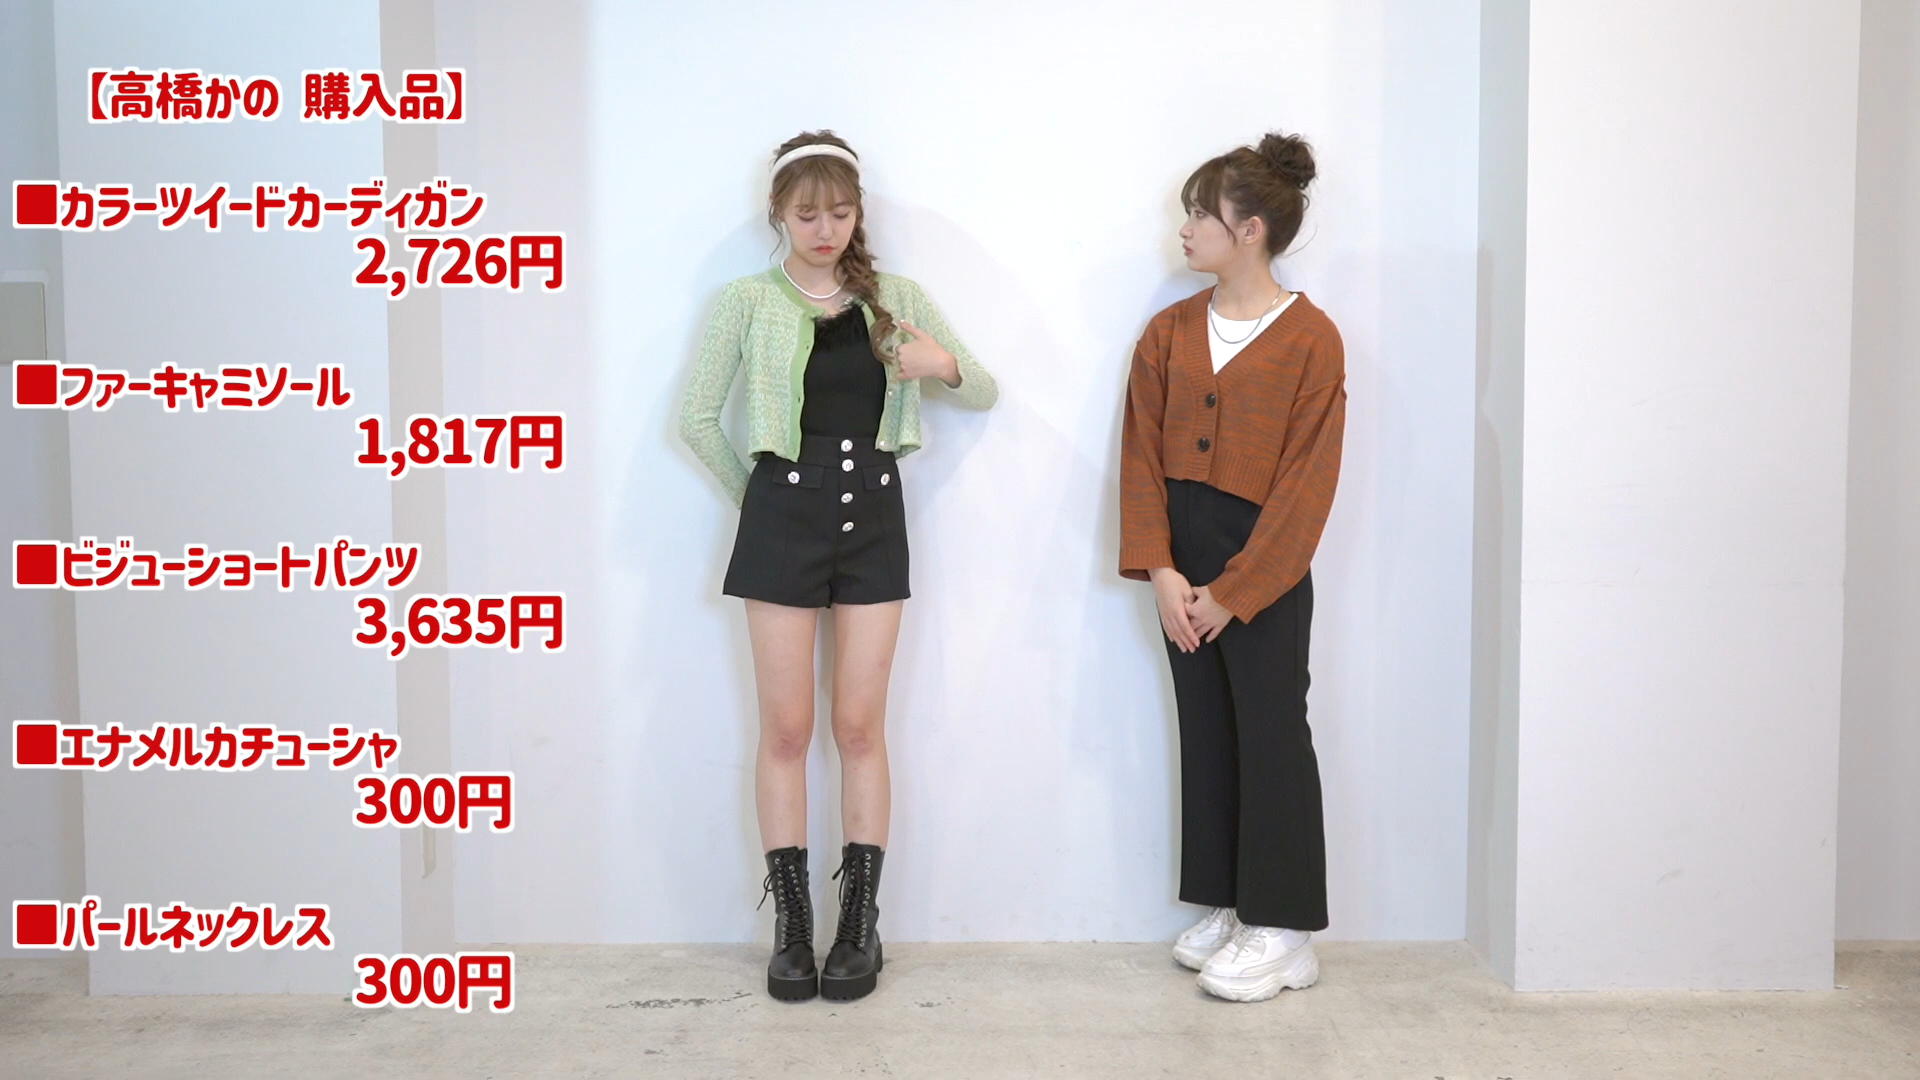 【高橋かの 購入品】
■カラーツイードカーディガン
2,726円
■ファーキャミソール
1,817円
■ビジューショートパンツ
3,635円
■エナメルカチューシャ
300円
■パールネックレス
300円